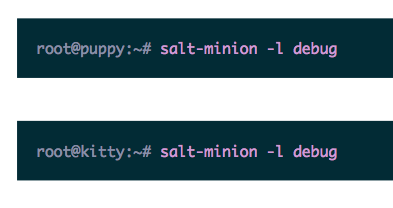 root@puppy:~# salt-minion -l debug
root@kitty:~# salt-minion -l debug